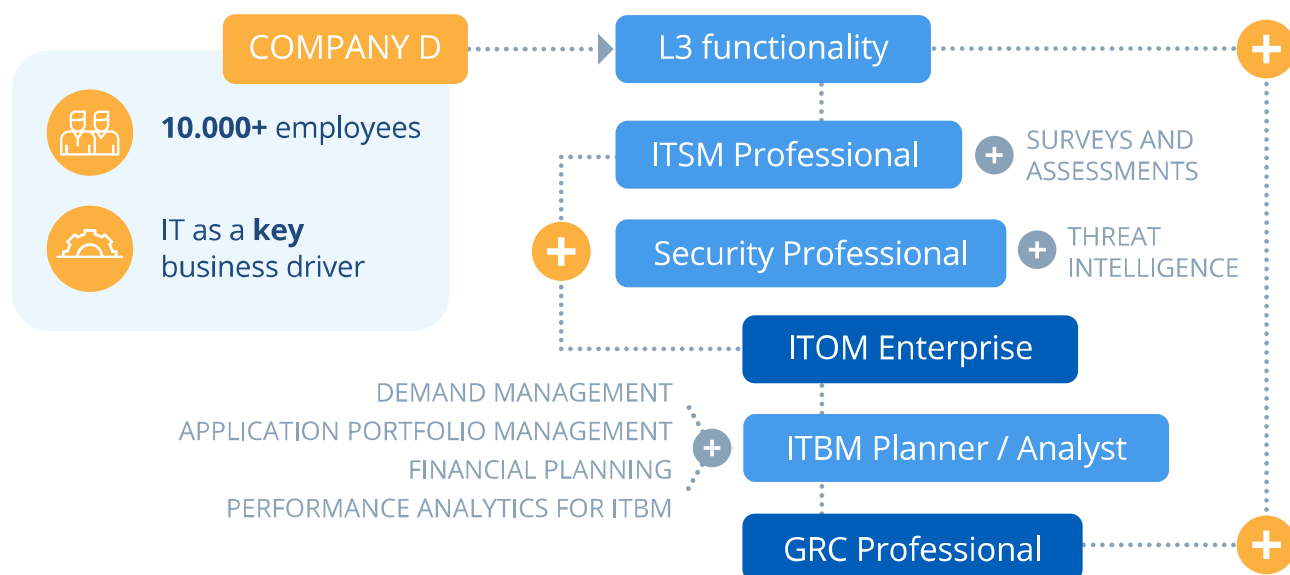 COMPANY D
L3 functionality
10.000+ employees
IT as a key
business driver
ITSM Professional
SURVEYS AND
ASSESSMENTS
Security Professional
THREAT
INTELLIGENCE
ITOM Enterprise
DEMAND MANAGEMENT
APPLICATION PORTFOLIO MANAGEMENT
FINANCIAL PLANNING
PERFORMANCE ANALYTICS FOR ITBM
ITBM Planner / Analyst
GRC Professional